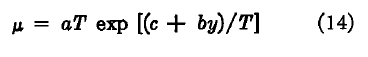 μ = aT exp [(c + by)/T] (14)